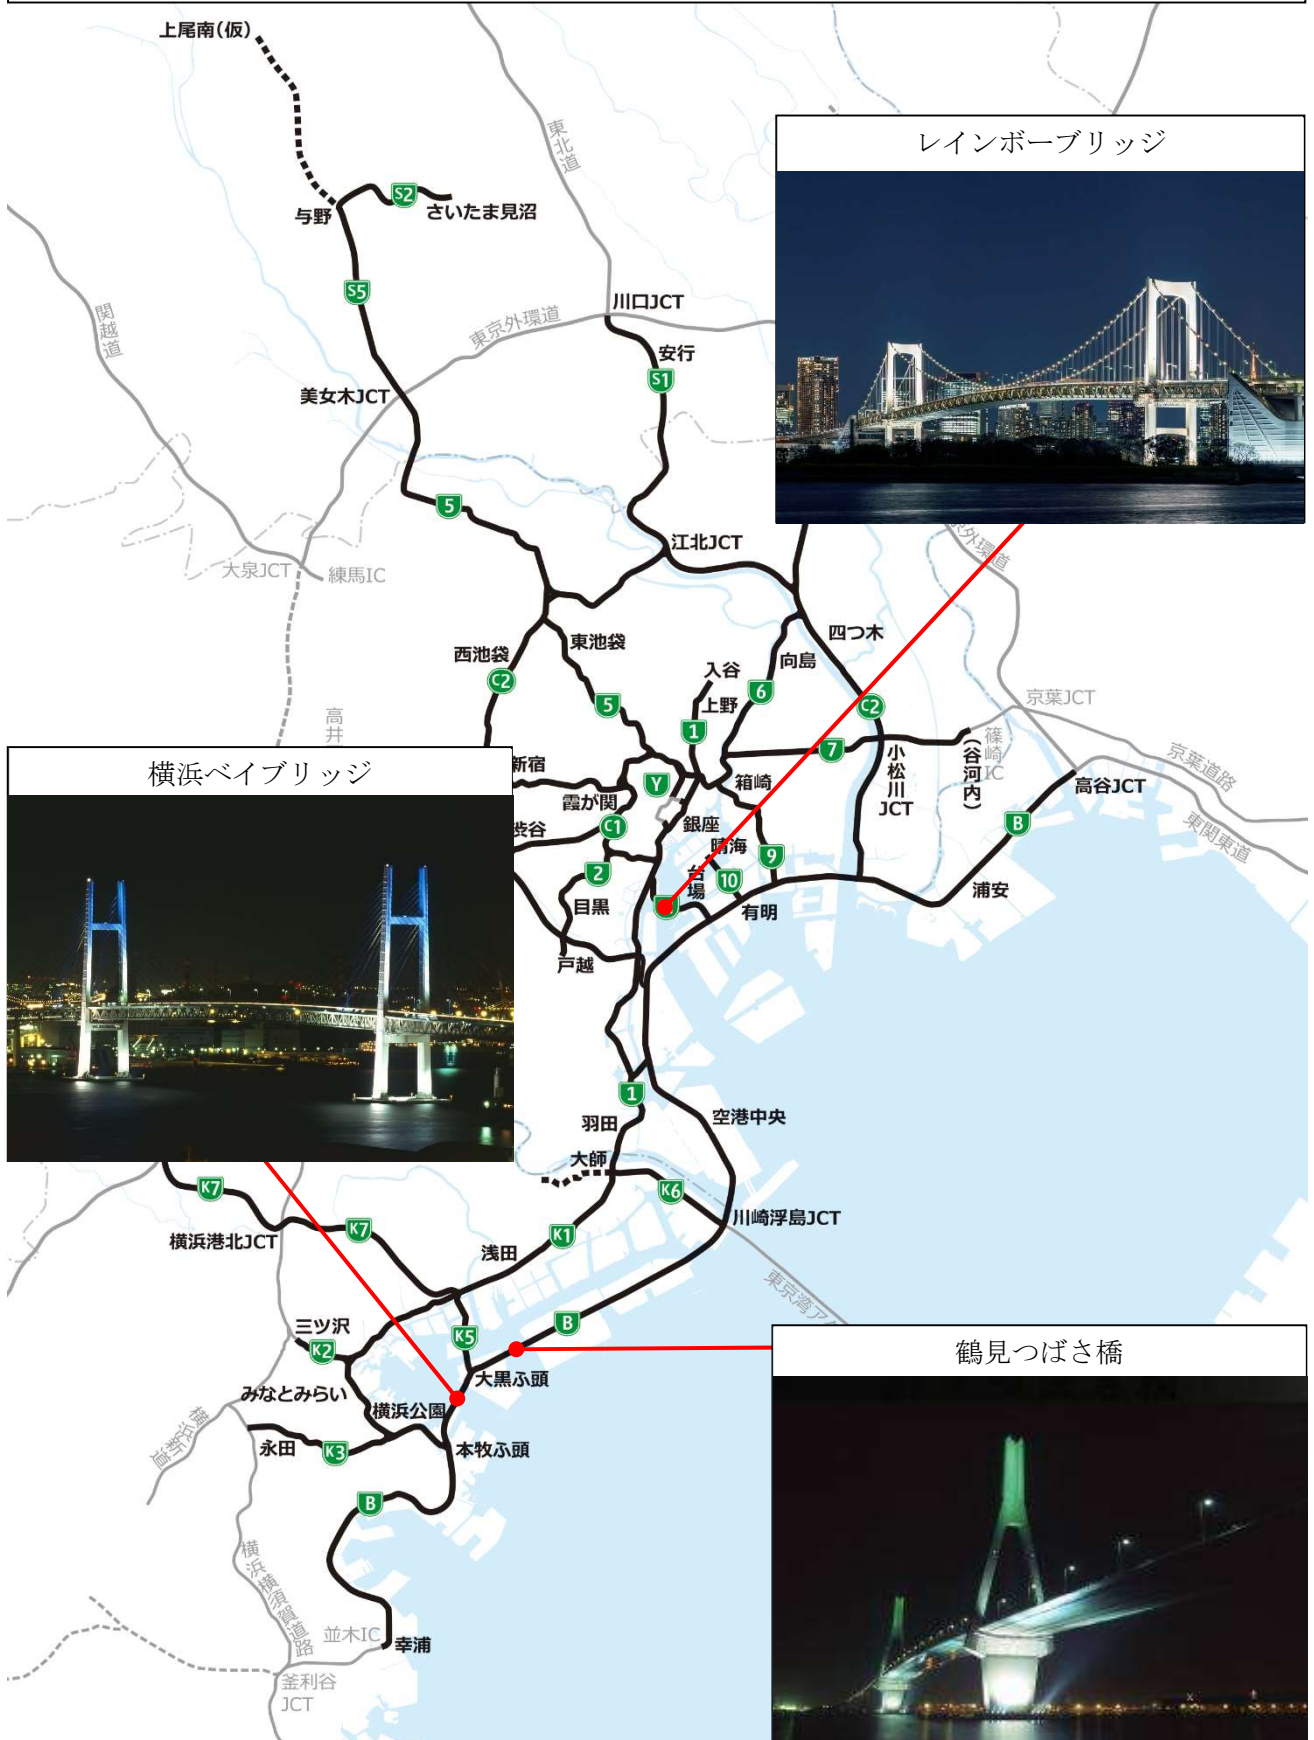 上尾南(仮)
東北道
レインボーブリッジ
S2
与野
さいたま見沼
S5
関越道
川口JCT
東京外環道
安行
S1
美女木JCT
5
江北JCT
京外環道
大泉JCT
練馬IC
四つ木
東池袋
西池袋
向島
入谷
C2
6
上野
C2
5
京葉JCT
高井
1
7
篠崎IC
(谷河内)
京葉道路
横浜ベイブリッジ
新宿
小松川JCT
高谷JCT
Y
箱崎
霞が関
東関東道
渋谷
C1
銀座
B
晴海
9
2
台場
10
浦安
目黒
有明
戸越
1
羽田
空港中央
大師
K7
K6
川崎浮島JCT
K7
横浜港北JCT
K1
浅田
東京湾ア
三ツ沢
B
K5
K2
鶴見つばさ橋
大黒ふ頭
みなとみらい
横浜公園
横浜新道
永田
K3
本牧ふ頭
B
横浜横須賀道路
並木IC
幸浦
釜利谷JCT